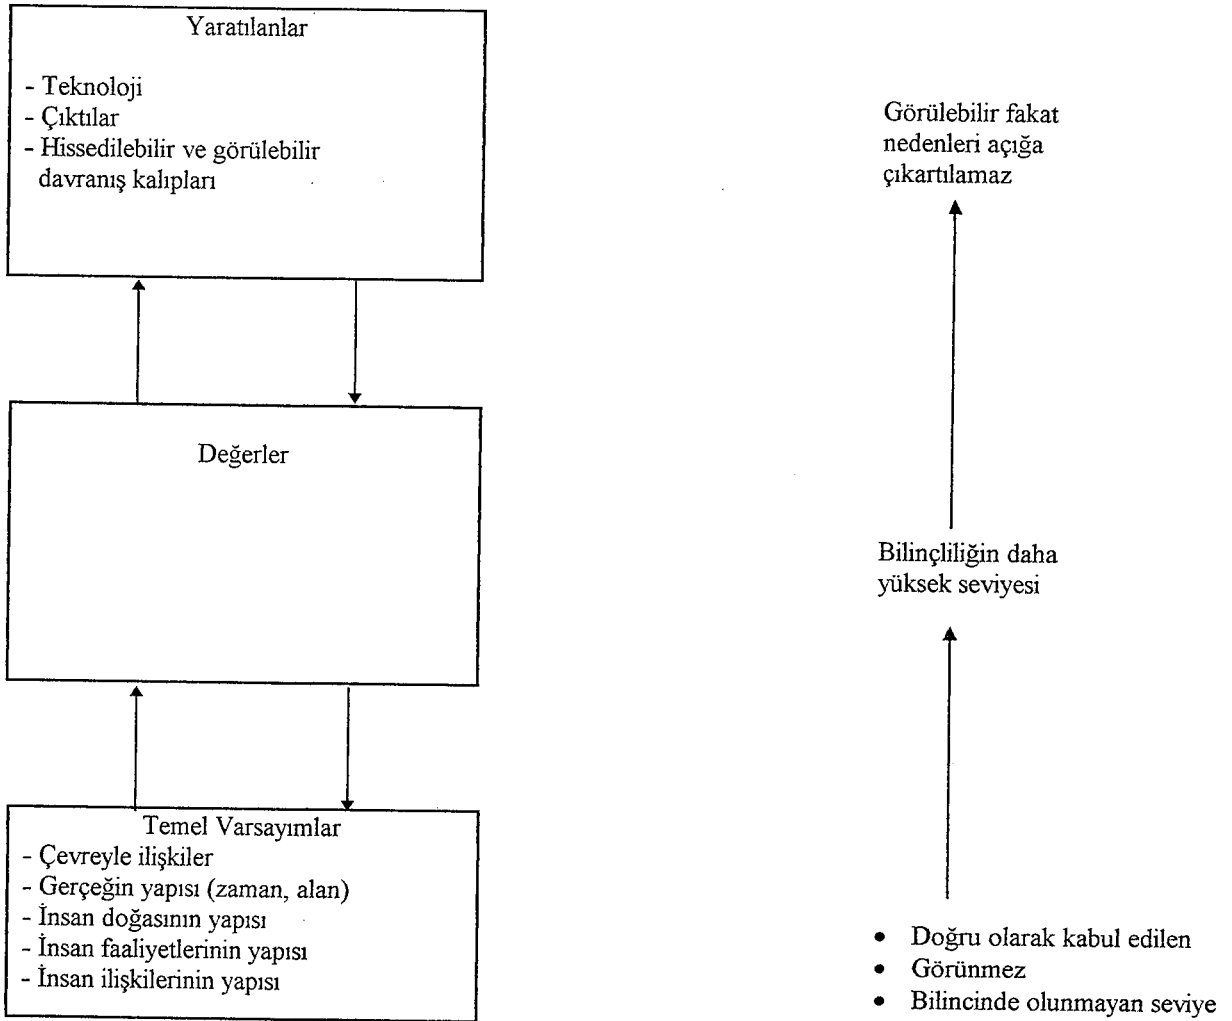 Yaratılanlar
- Teknoloji
- Çıktılar
- Hissedilebilir ve görülebilir
davranış kalıpları
Görülebilir fakat
nedenleri açığa
çıkartılamaz
Değerler
Bilinçliliğin daha
yüksek seviyesi
Temel Varsayımlar
- Çevreyle ilişkiler
- Gerçeğin yapısı (zaman, alan)
- İnsan doğasının yapısı
- İnsan faaliyetlerinin yapısı
- İnsan ilişkilerinin yapısı
• Doğru olarak kabul edilen
• Görünmez
• Bilincinde olunmayan seviye